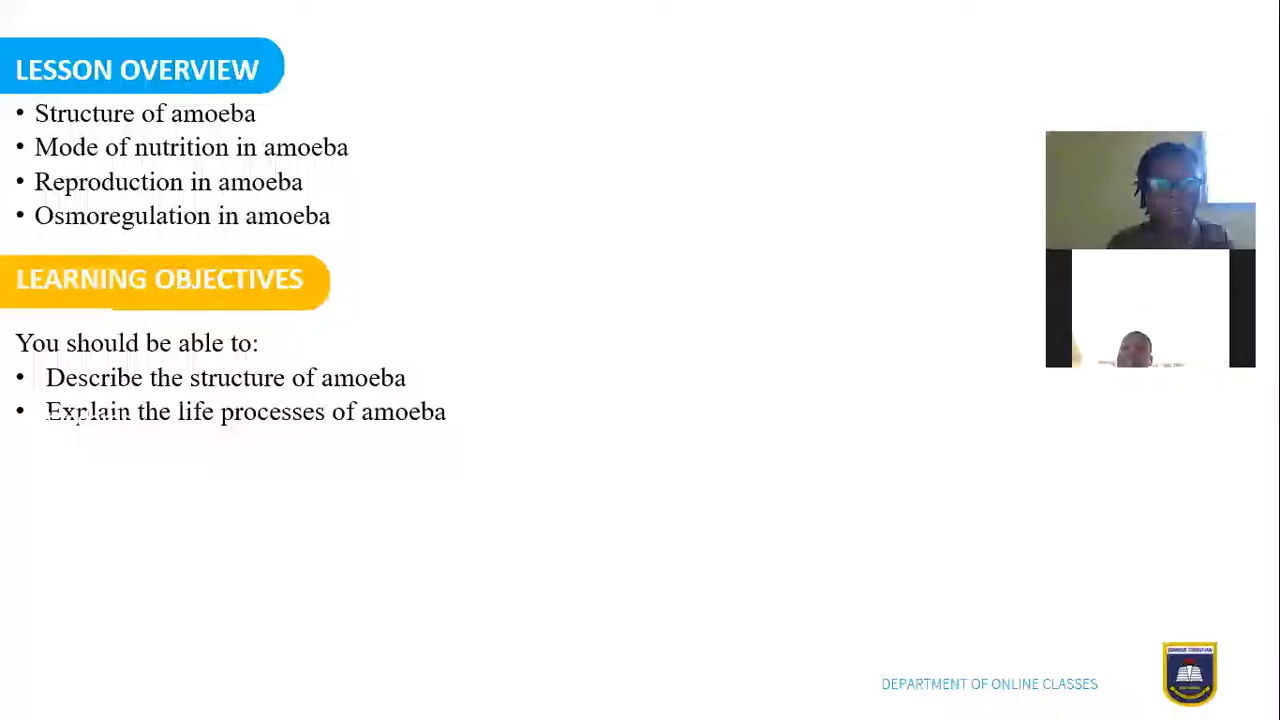 LESSON OVERVIEW
• Structure of amoeba
• Mode of nutrition in amoeba
• Reproduction in amoeba
• Osmoregulation in amoeba
LEARNING OBJECTIVES
You should be able to:
• Describe the structure of amoeba
• Explain the life processes of amoeba
DEPARTMENT OF ONLINE CLASSES